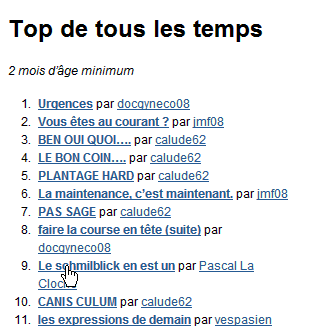 Top de tous les temps
2 mois d'âge minimum
1. Urgences par docgyneco08
2. Vous êtes au courant ? par jmf08
3. BEN OUI QUOI…. par calude62
4. LE BON COIN…. par calude62
5. PLANTAGE HARD par calude62
6. La maintenance, c'est maintenant. par jmf08
7. PAS SAGE par calude62
8. faire la course en tête (suite) par
docgyneco08
9. Le schmilblick en est un par Pascal La
Cloche
10. CANIS CULUM par calude62
11. les expressions de demain par vespasien